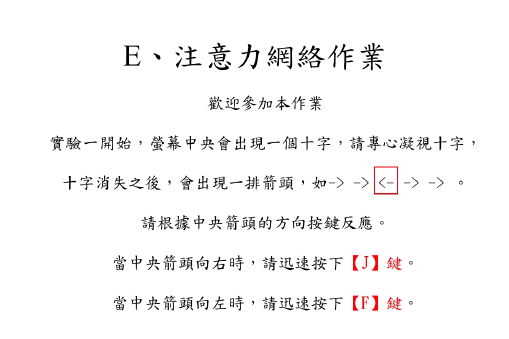 E、注意力網絡作業
歡迎參加本作業
實驗一開始，螢幕中央會出現一個十字，請專心凝視十字，
十字消失之後，會出現一排箭頭，如-> -> <- -> -> 。
請根據中央箭頭的方向按鍵反應。
當中央箭頭向右時，請迅速按下【J】鍵。
當中央箭頭向左時，請迅速按下【F】鍵。